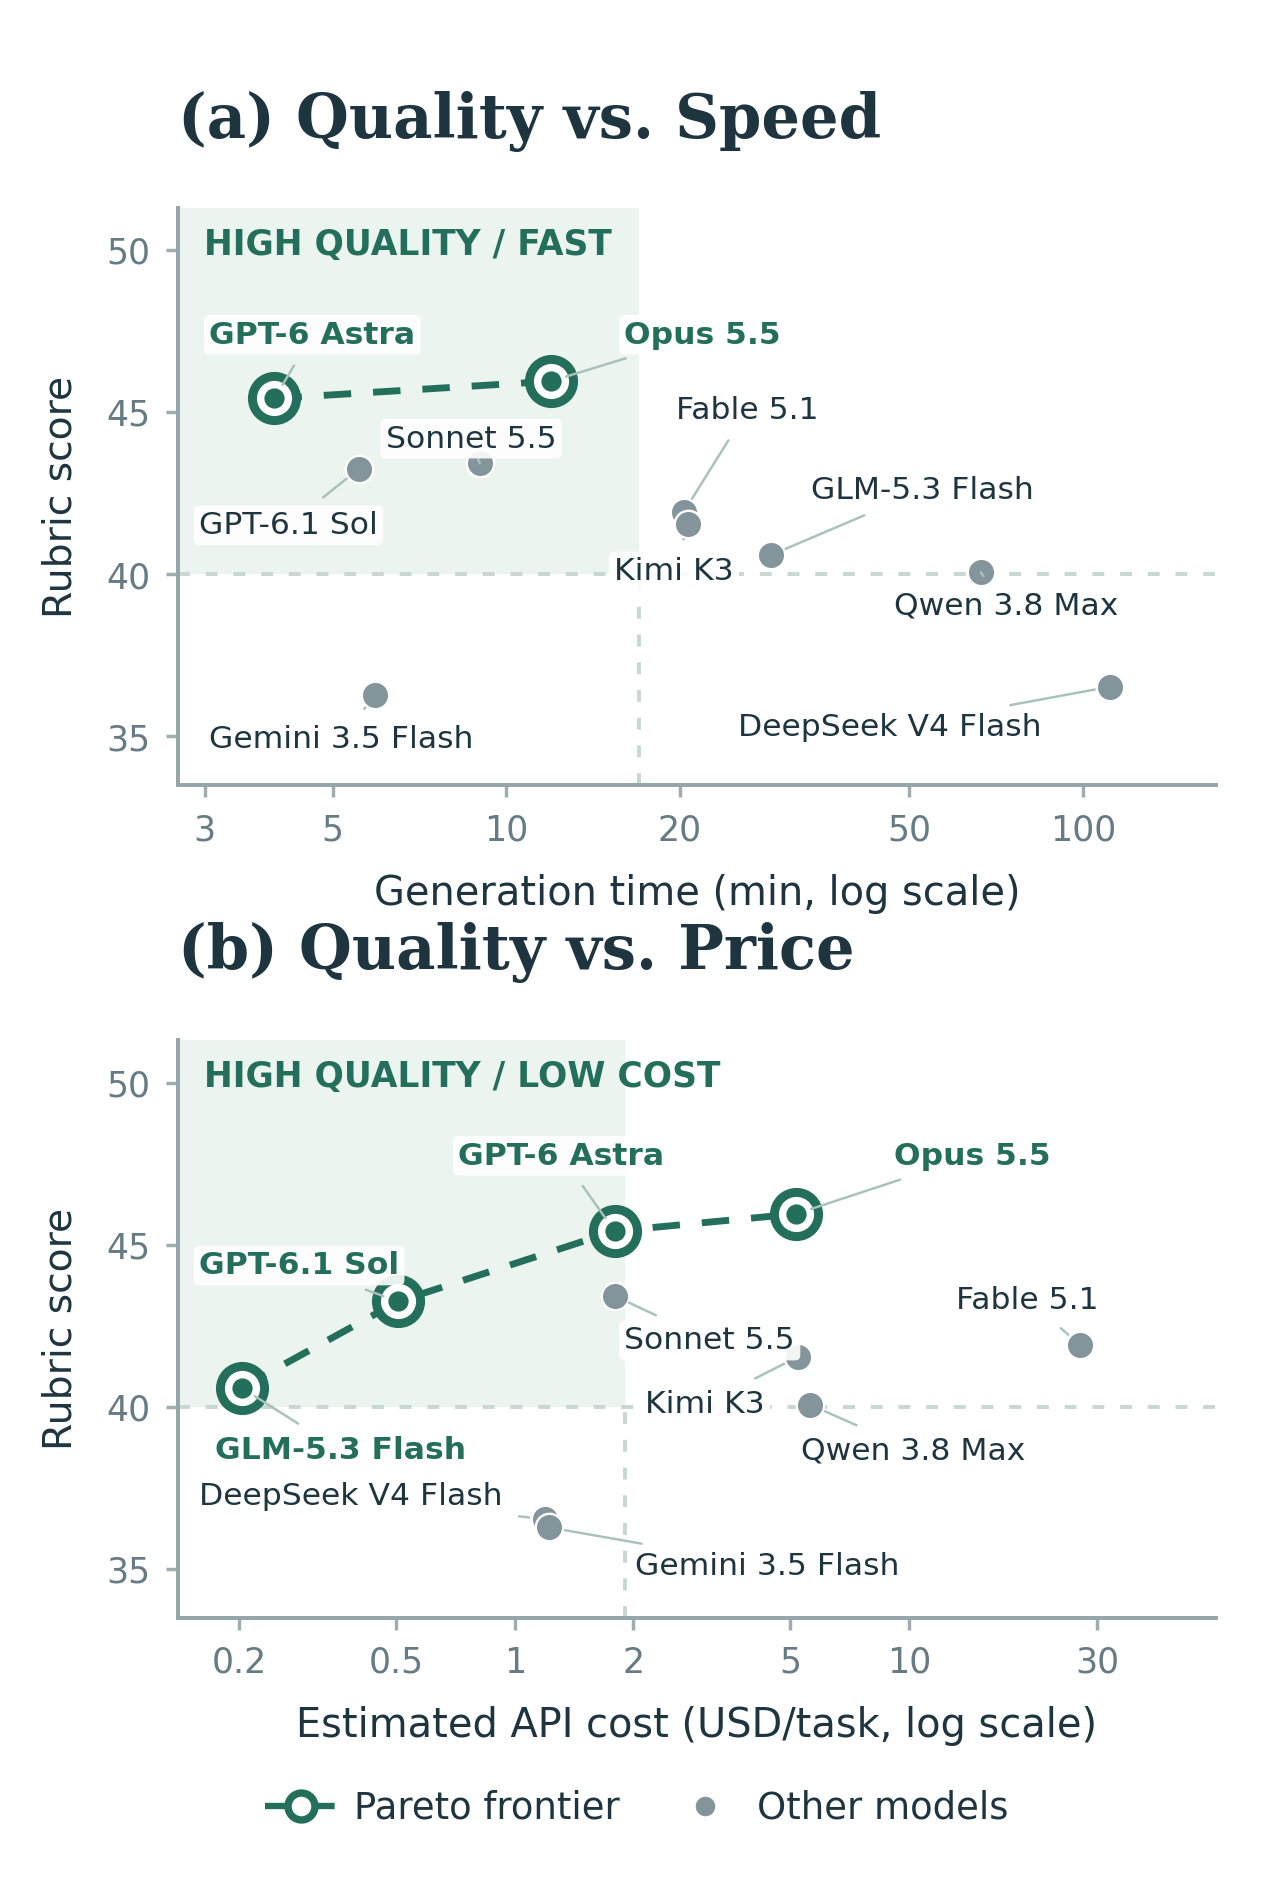 (a) Quality vs. Speed
HIGH QUALITY / FAST
50
GPT-6 Astra
Opus 5.5
45
Fable 5.1
Sonnet 5.5
GLM-5.3 Flash
GPT-6.1 Sol
Rubric score
40
Kimi K3
Qwen 3.8 Max
35
Gemini 3.5 Flash
DeepSeek V4 Flash
3 5 10 20 50 100
Generation time (min, log scale)
(b) Quality vs. Price
HIGH QUALITY / LOW COST
50
GPT-6 Astra
Opus 5.5
45
GPT-6.1 Sol
Fable 5.1
Sonnet 5.5
Rubric score
40
Kimi K3
GLM-5.3 Flash
Qwen 3.8 Max
DeepSeek V4 Flash
35
Gemini 3.5 Flash
0.2 0.5 1 2 5 10 30
Estimated API cost (USD/task, log scale)
Pareto frontier
Other models